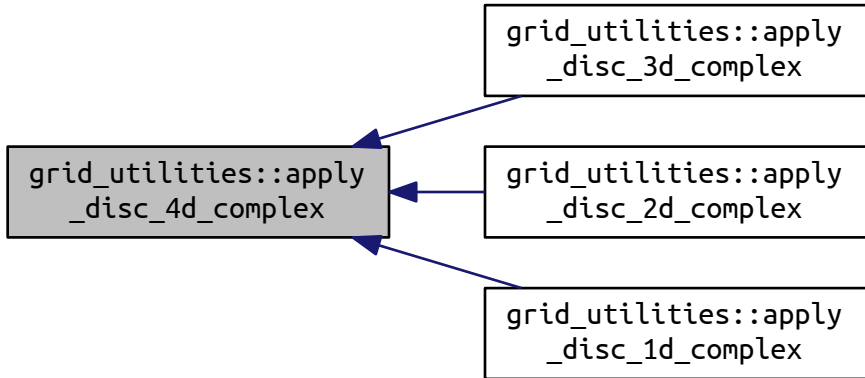 grid_utilities::apply
_disc_3d_complex
grid_utilities::apply
_disc_4d_complex
grid_utilities::apply
_disc_2d_complex
grid_utilities::apply
_disc_1d_complex